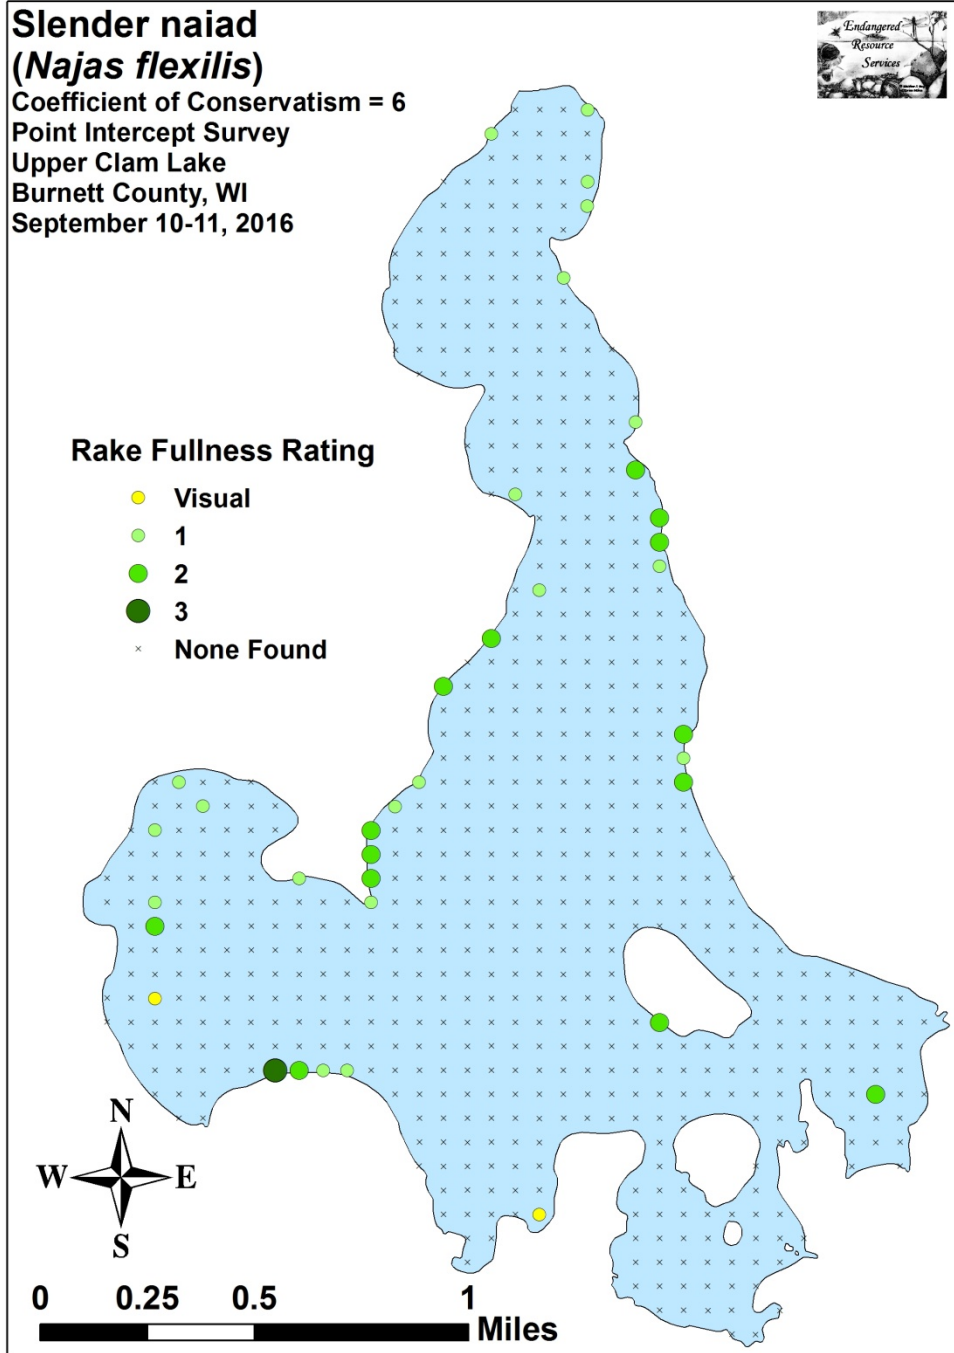 Slender naiad
(Najas flexilis)
Coefficient of Conservatism = 6
Point Intercept Survey
Upper Clam Lake
Burnett County, WI
September 10-11, 2016
Endangered
Resource
Services
Rake Fullness Rating
Visual
1
2
3
None Found
N
W E
S
0 0.25 0.5 1
Miles